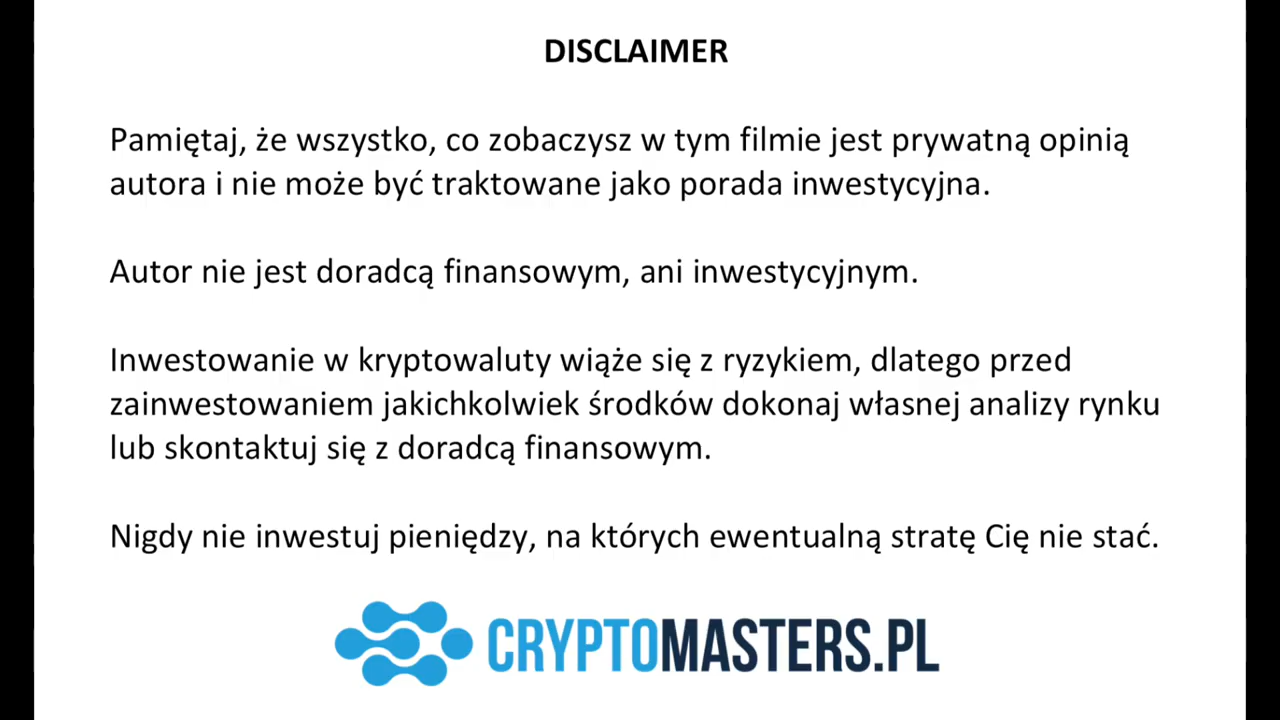 DISCLAIMER
Pamiętaj, że wszystko, co zobaczysz w tym filmie jest prywatną opinią
autora i nie może być traktowane jako porada inwestycyjna.
Autor nie jest doradcą finansowym, ani inwestycyjnym.
Inwestowanie w kryptowaluty wiąże się z ryzykiem, dlatego przed
zainwestowaniem jakichkolwiek środków dokonaj własnej analizy rynku
lub skontaktuj się z doradcą finansowym.
Nigdy nie inwestuj pieniędzy, na których ewentualną stratę Cię nie stać.
CRYPTOMASTERS.PL